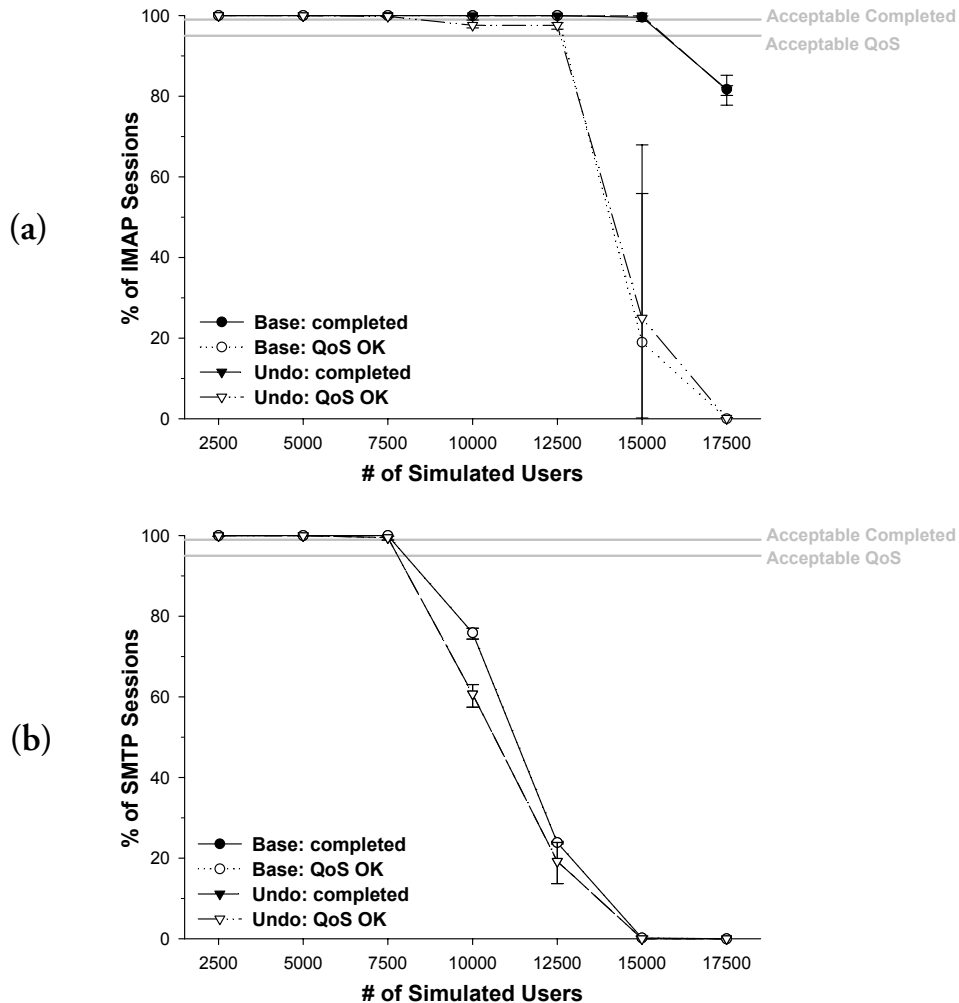 (a)
% of IMAP Sessions
100
80
60
40
20
0
Acceptable Completed
Acceptable QoS
Base: completed
Base: QoS OK
Undo: completed
Undo: QoS OK
2500 5000 7500 10000 12500 15000 17500
# of Simulated Users
(b)
% of SMTP Sessions
100
80
60
40
20
0
Acceptable Completed
Acceptable QoS
Base: completed
Base: QoS OK
Undo: completed
Undo: QoS OK
2500 5000 7500 10000 12500 15000 17500
# of Simulated Users